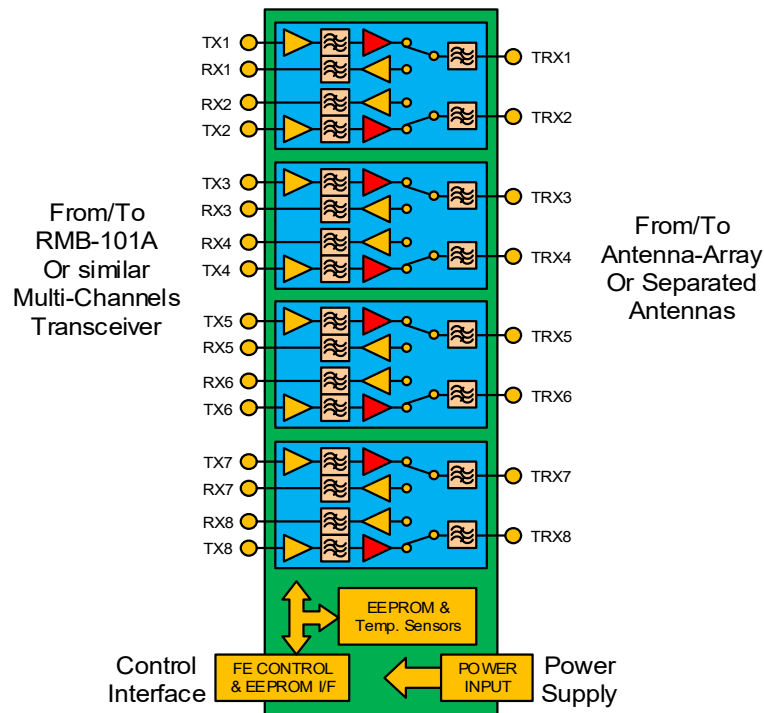 TX1
RX1
RX2
TX2
TRX1
TRX2
TX3
RX3
RX4
TX4
TRX3
TRX4
From/To
RMB-101A
Or similar
Multi-Channels
Transceiver
From/To
Antenna-Array
Or Separated
Antennas
TX5
RX5
RX6
TX6
TRX5
TRX6
TX7
RX7
RX8
TX8
TRX7
TRX8
EEPROM &
Temp. Sensors
Control
Interface
FE CONTROL
& EEPROM I/F
POWER
INPUT
Power
Supply